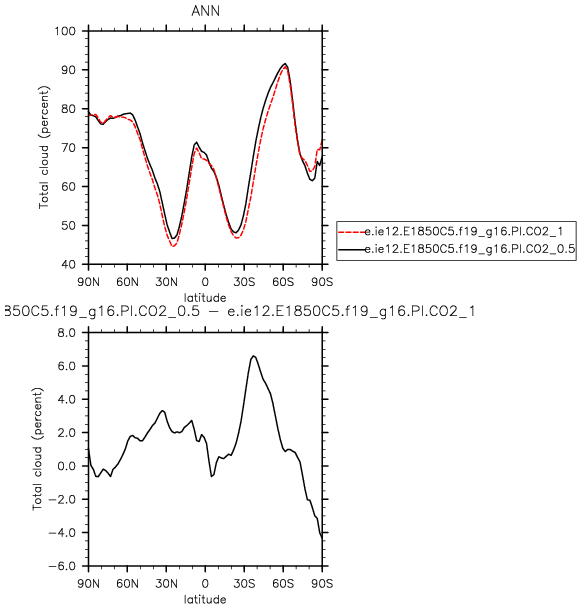 ANN
100
90
80
70
60
50
40
Total cloud (percent)
90N 60N 30N 0 30S 60S 90S
latitude
e.ie12.E1850C5.f19_g16.PI.CO2_1
e.ie12.E1850C5.f19_g16.PI.CO2_0.5
850C5.f19_g16.PI.CO2_0.5 − e.ie12.E1850C5.f19_g16.PI.CO2_1
8.0
6.0
4.0
2.0
0.0
−2.0
−4.0
−6.0
Total cloud (percent)
90N 60N 30N 0 30S 60S 90S
latitude